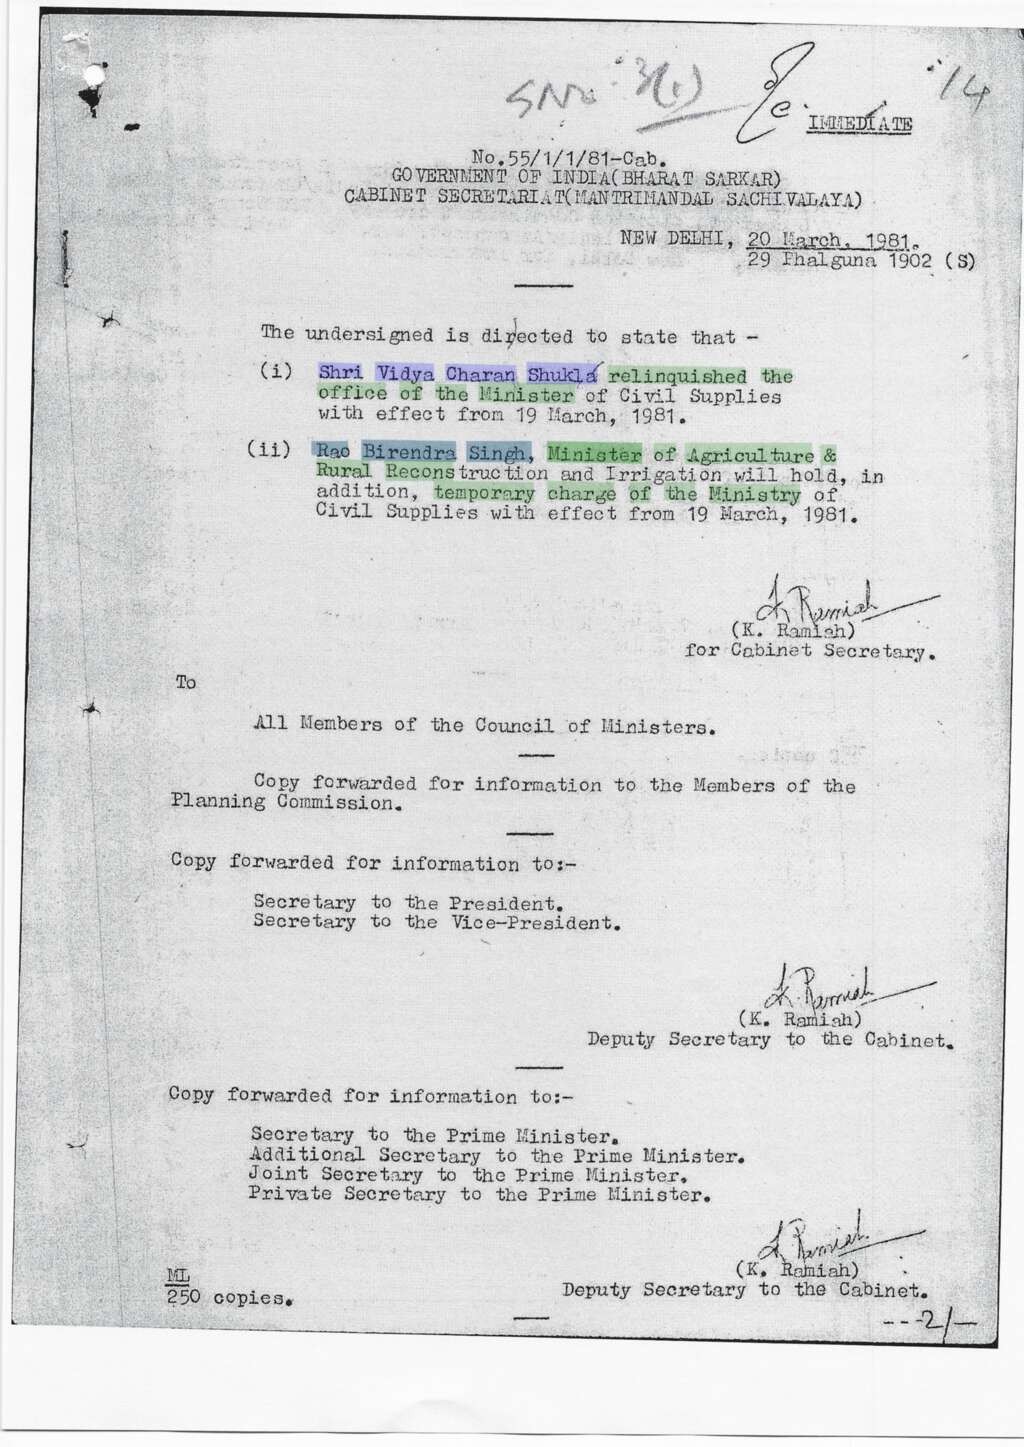 SNo. 3(1)
14
IMMEDIATE
No.55/1/1/81-Cab.
GOVERNMENT OF INDIA(BHARAT SARKAR)
CABINET SECRETARIAT(MANTRIMANDAL SACHIVALAYA)
NEW DELHI, 20 March, 1981.
29 Phalguna 1902 (S)
The undersigned is directed to state that -
(i) Shri Vidya Charan Shukla relinquished the
office of the Minister of Civil Supplies
with effect from 19 March, 1981.
(ii) Rao Birendra Singh, Minister of Agriculture &
Rural Reconstruction and Irrigation will hold, in
addition, temporary charge of the Ministry of
Civil Supplies with effect from 19 March, 1981.
K. Ramiah
(K. Ramiah)
for Cabinet Secretary.
To
All Members of the Council of Ministers.
Copy forwarded for information to the Members of the
Planning Commission.
Copy forwarded for information to:-
Secretary to the President.
Secretary to the Vice-President.
K. Ramiah
(K. Ramiah)
Deputy Secretary to the Cabinet.
Copy forwarded for information to:-
Secretary to the Prime Minister.
Additional Secretary to the Prime Minister.
Joint Secretary to the Prime Minister.
Private Secretary to the Prime Minister.
K. Ramiah
(K. Ramiah)
Deputy Secretary to the Cabinet.
ML
250 copies.
---2/-